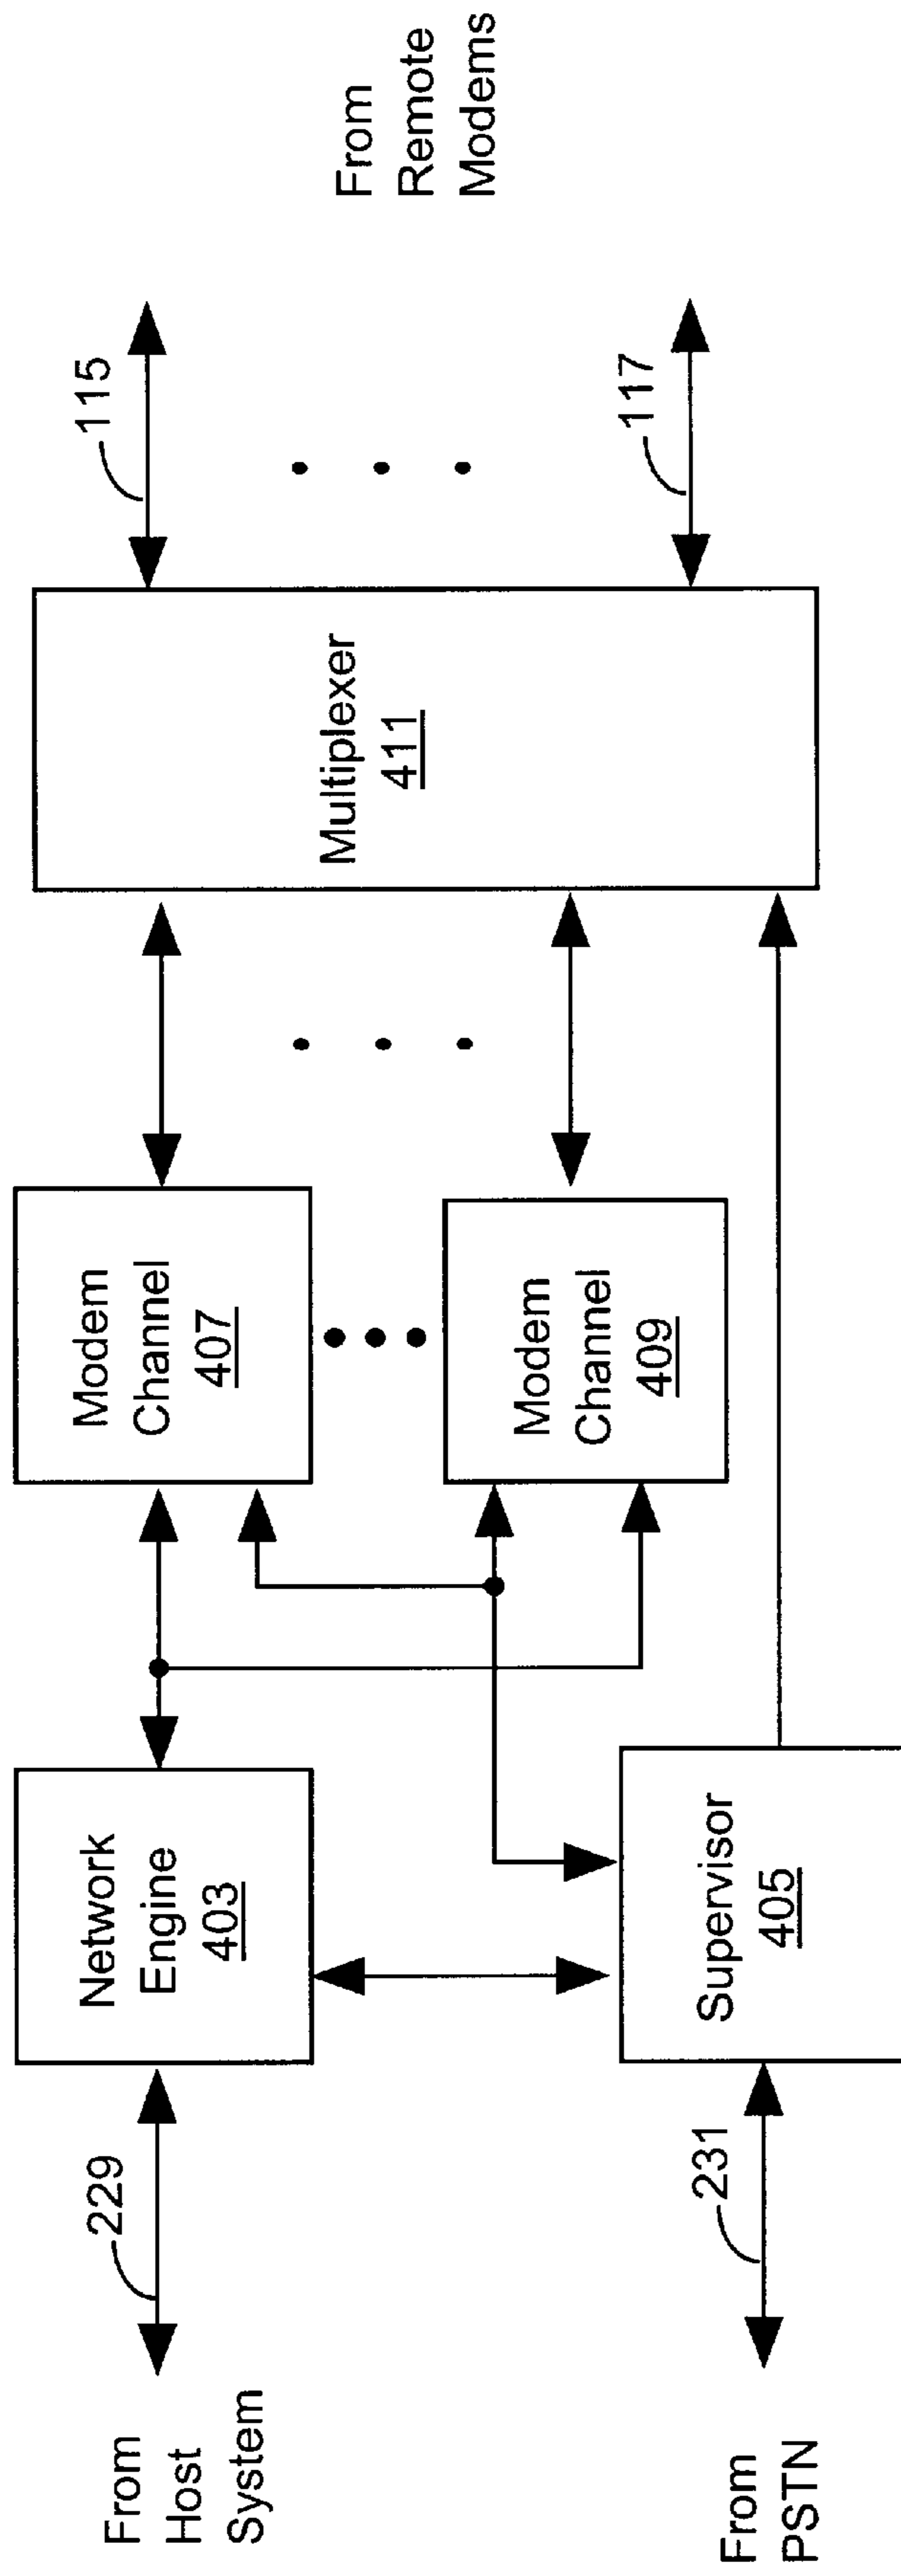 From
Host
System
229
Network
Engine
403
Modem
Channel
407
Modem
Channel
409
Multiplexer
411
115
117
From
Remote
Modems
From
PSTN
231
Supervisor
405